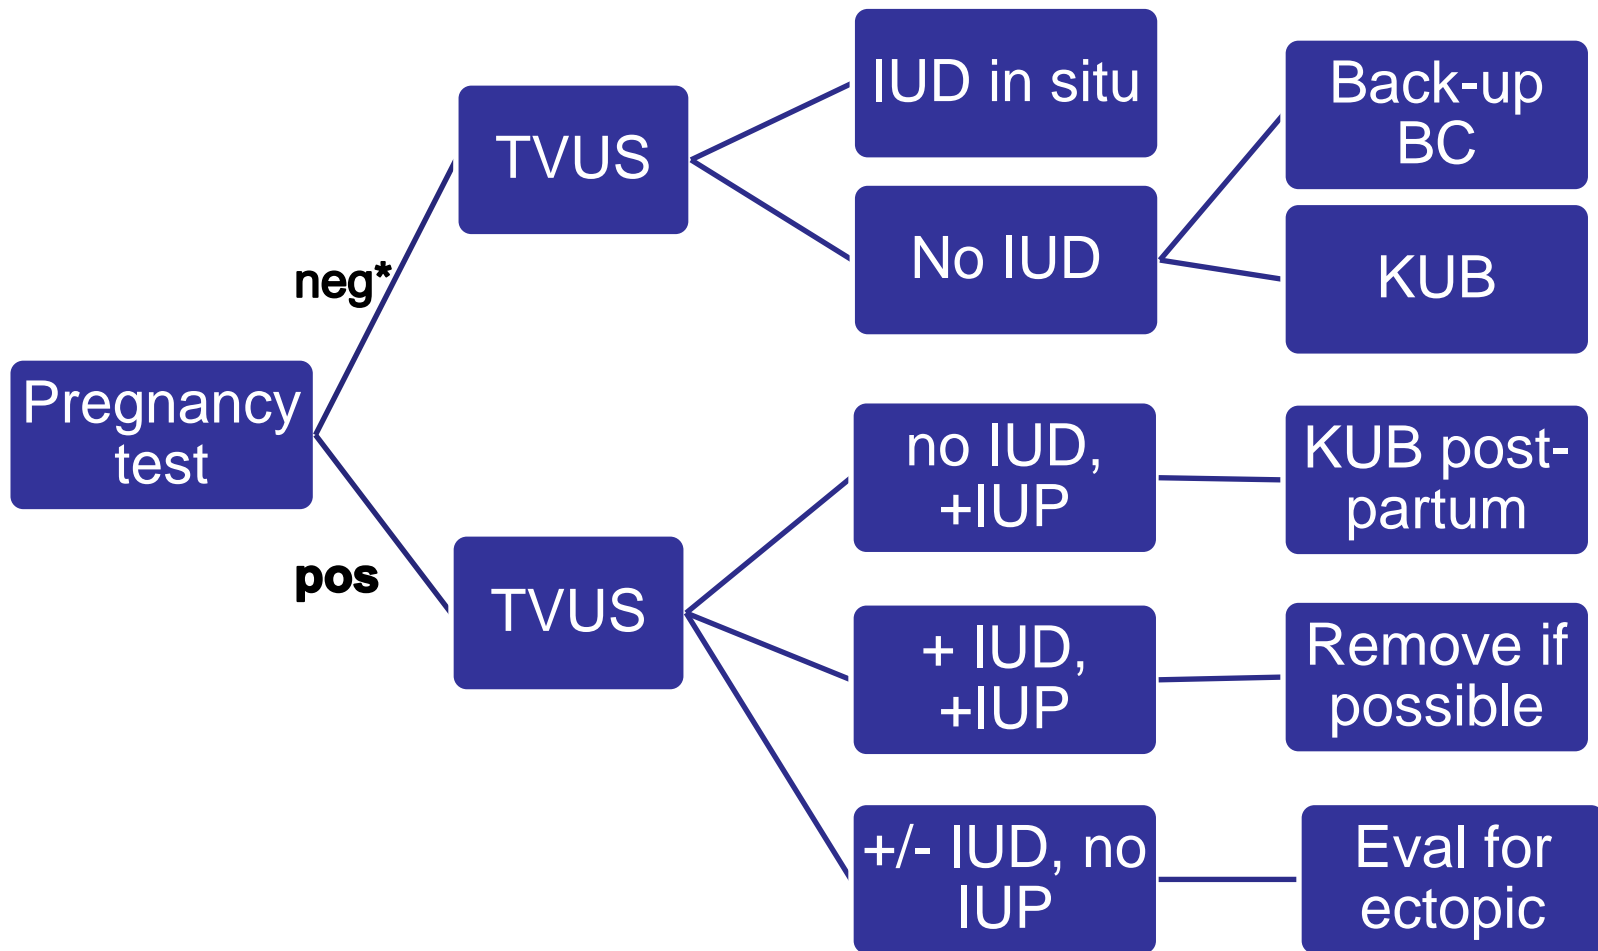 Pregnancy
test
neg*
pos
TVUS
IUD in situ
No IUD
Back-up
BC
KUB
TVUS
no IUD,
+IUP
KUB post-
partum
+ IUD,
+IUP
Remove if
possible
+/- IUD, no
IUP
Eval for
ectopic